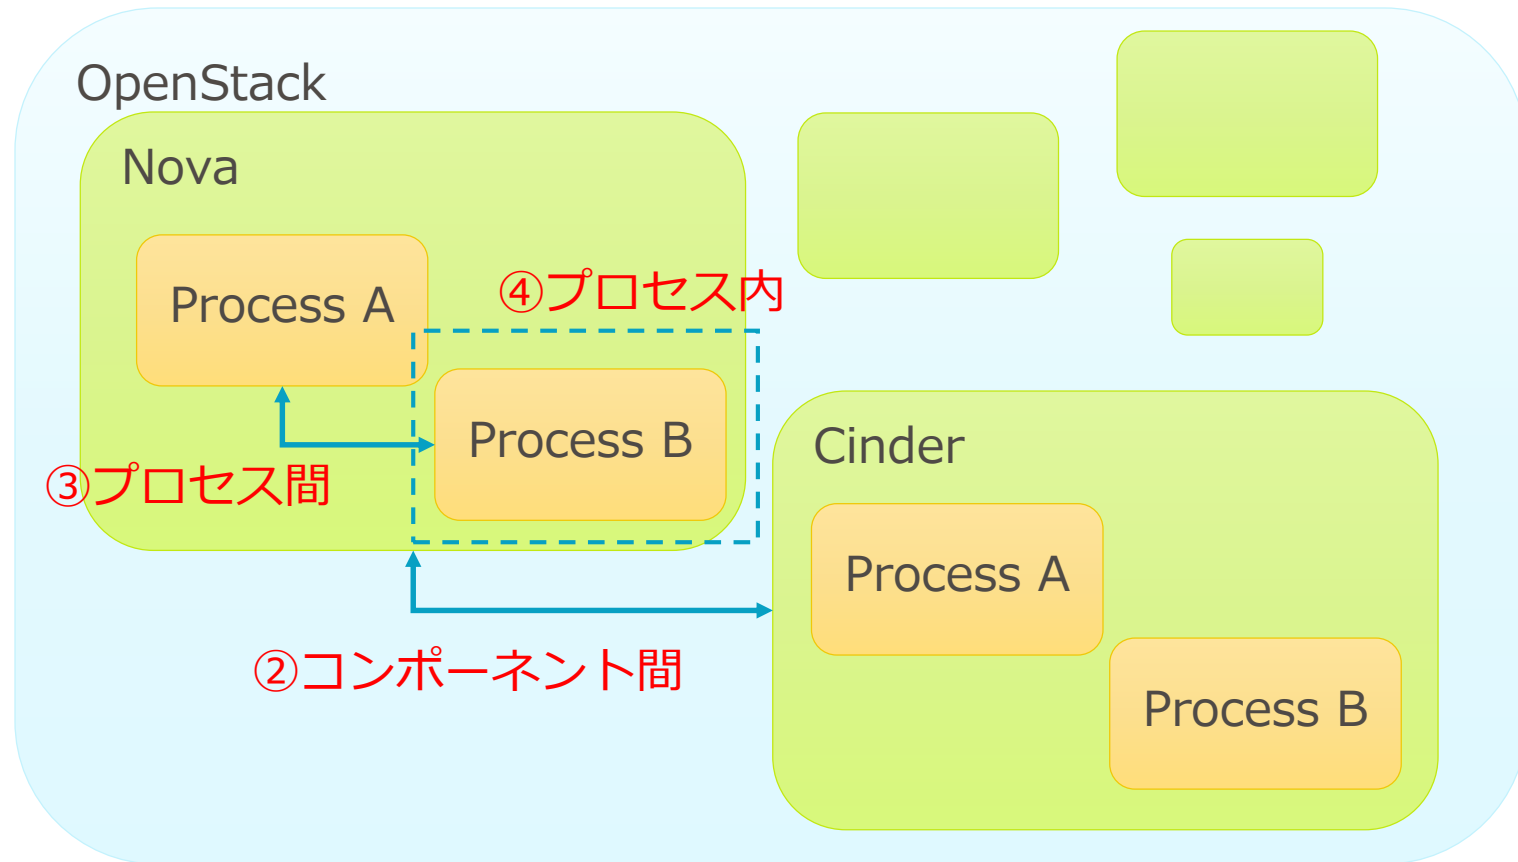 OpenStack
Nova
Process A
④プロセス内
Process B
③プロセス間
Cinder
Process A
②コンポーネント間
Process B